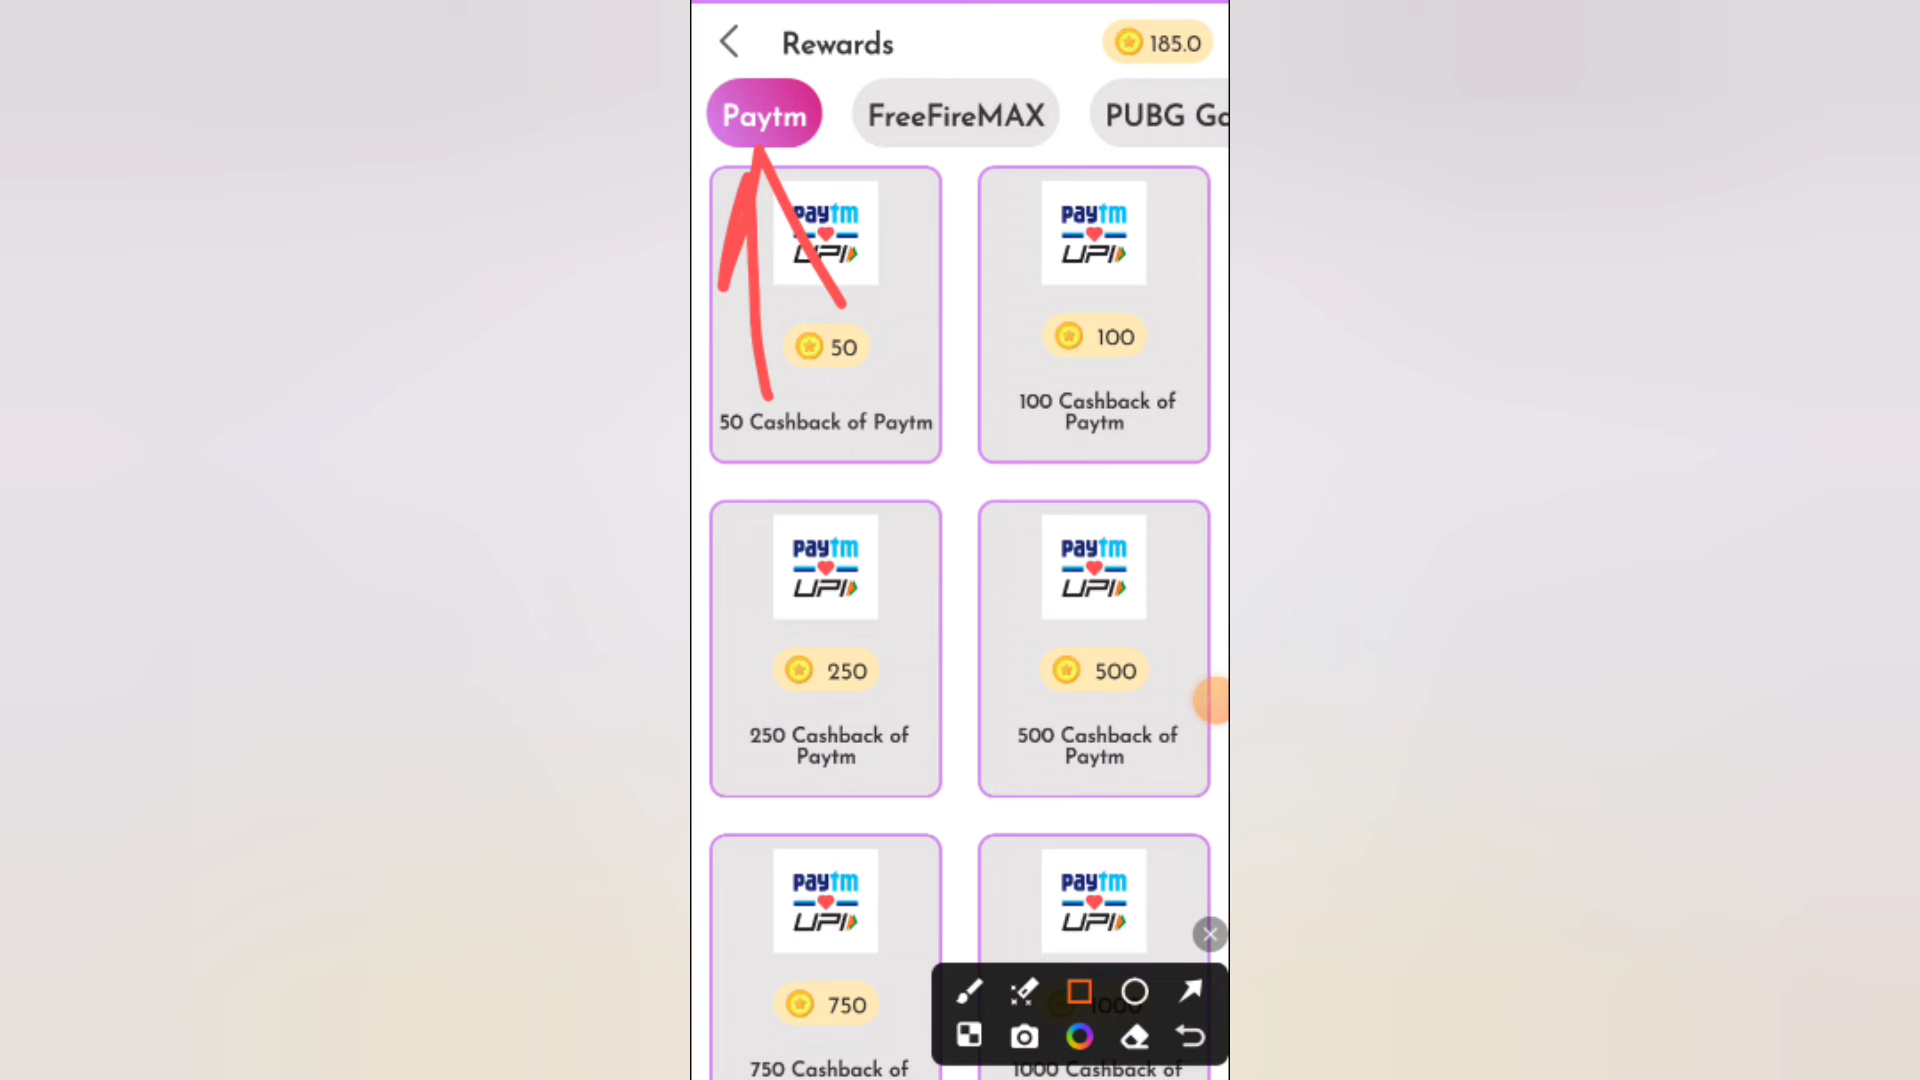 Rewards
185.0
Paytm
FreeFireMAX
PUBG Ga
paytm
UPI
50
50 Cashback of Paytm
paytm
UPI
100
100 Cashback of
Paytm
paytm
UPI
250
250 Cashback of
Paytm
paytm
UPI
500
500 Cashback of
Paytm
paytm
UPI
750
750 Cashback of
paytm
UPI
1000
1000 Cashback of